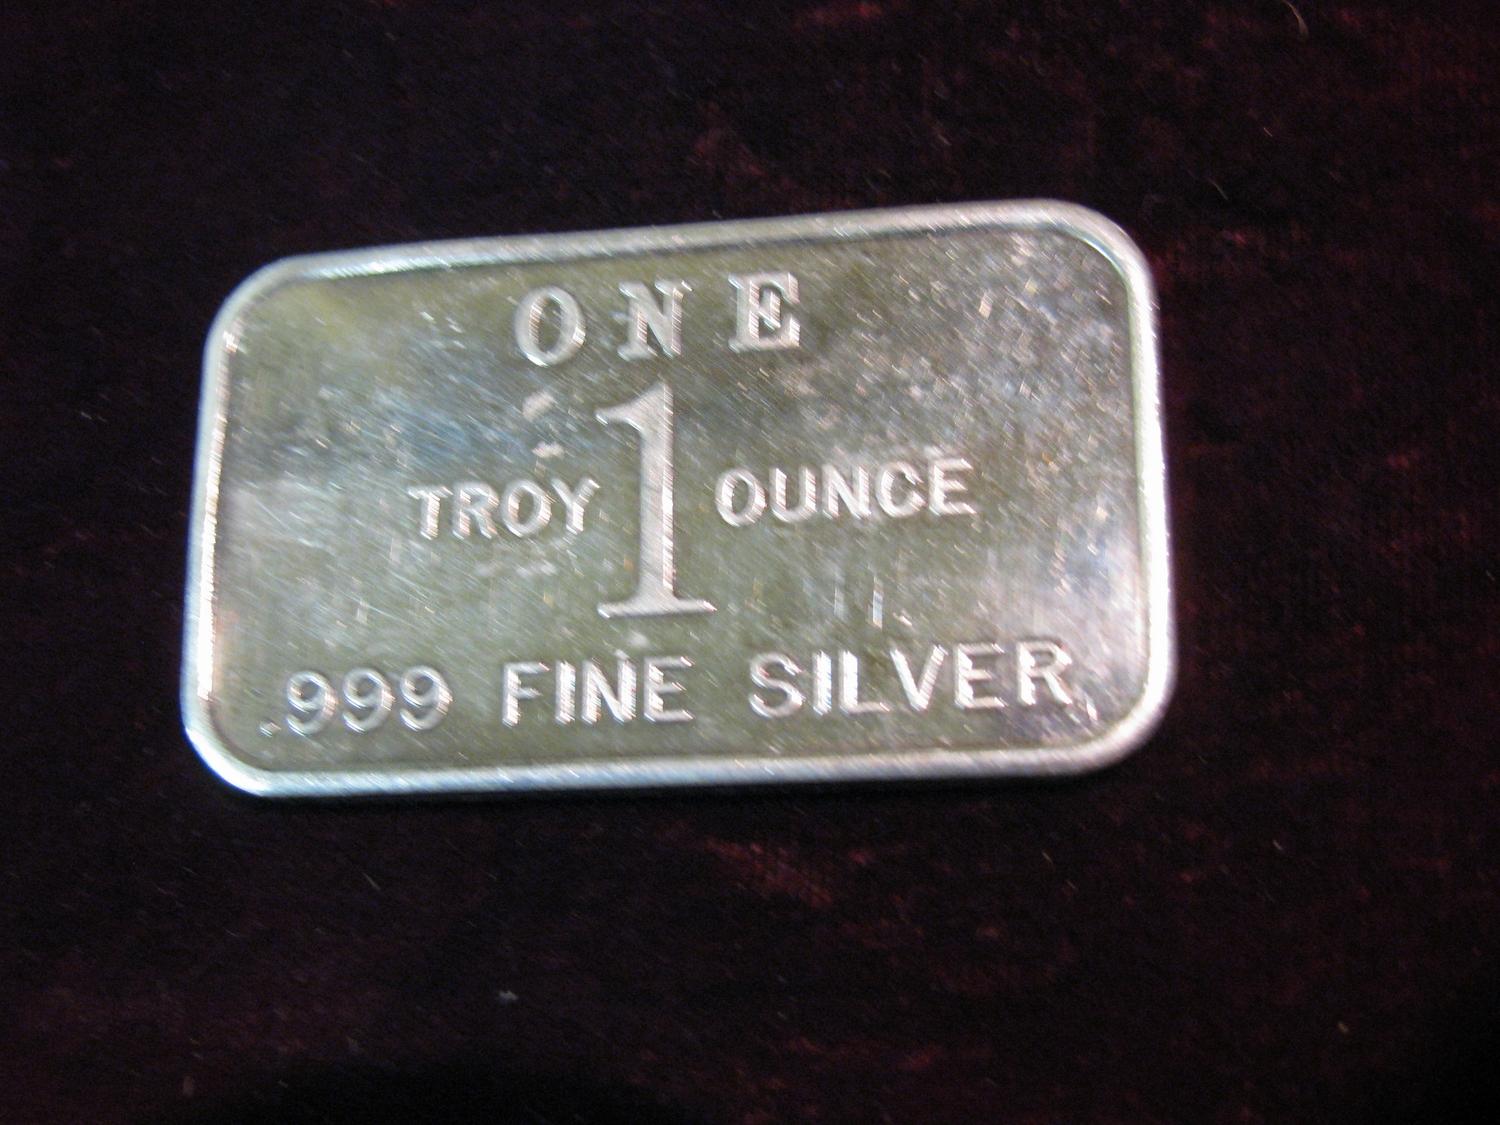 ONE
TROY 1 OUNCE
.999 FINE SILVER